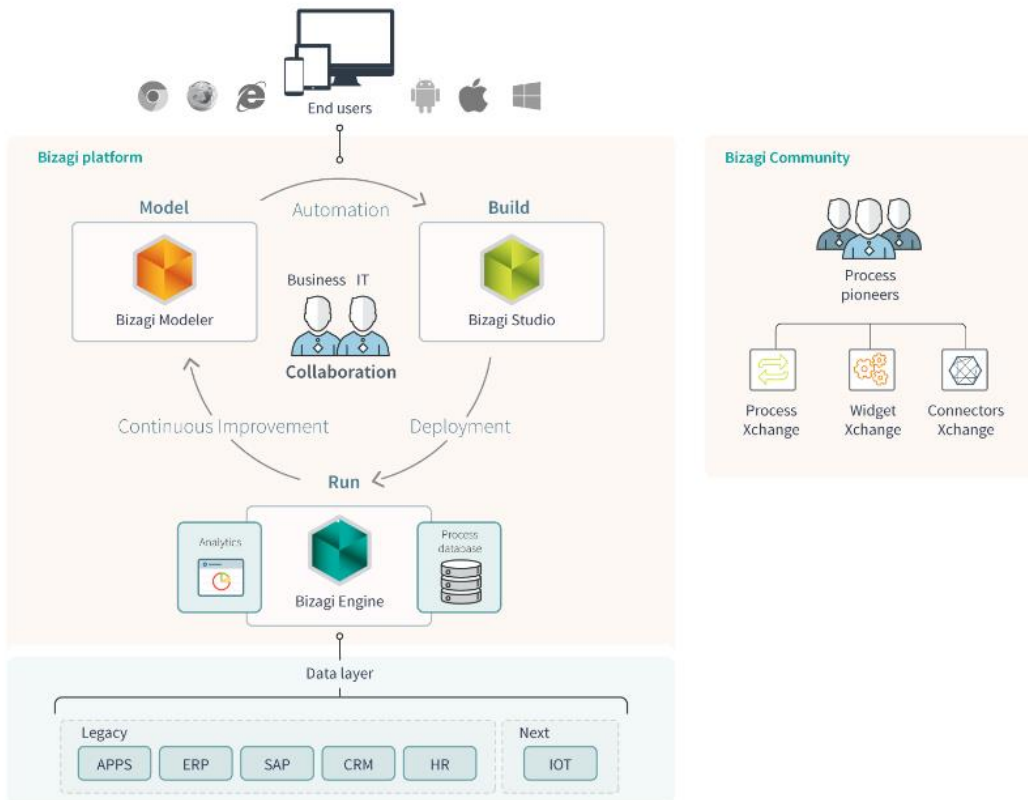 End users
Bizagi platform
Model
Automation
Build
Business IT
Bizagi Modeler
Bizagi Studio
Collaboration
Continuous Improvement
Deployment
Run
Analytics
Process
database
Bizagi Engine
Data layer
Legacy
APPS
ERP
SAP
CRM
HR
Next
IOT
Bizagi Community
Process
pioneers
Process
Xchange
Widget
Xchange
Connectors
Xchange